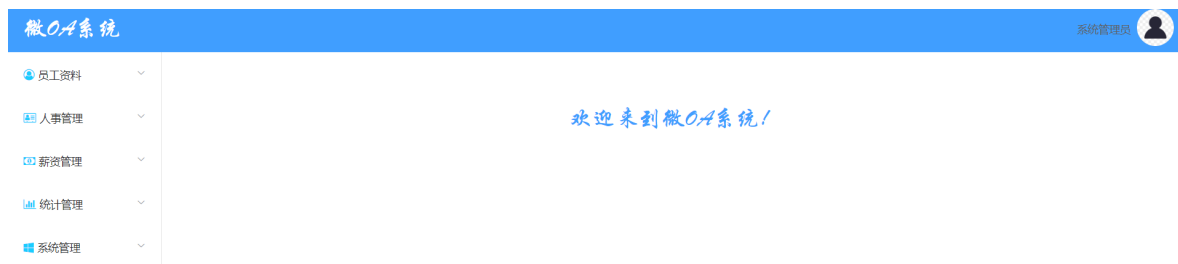 微OA系统
系统管理员
员工资料
人事管理
薪资管理
统计管理
系统管理
欢迎来到微OA系统！